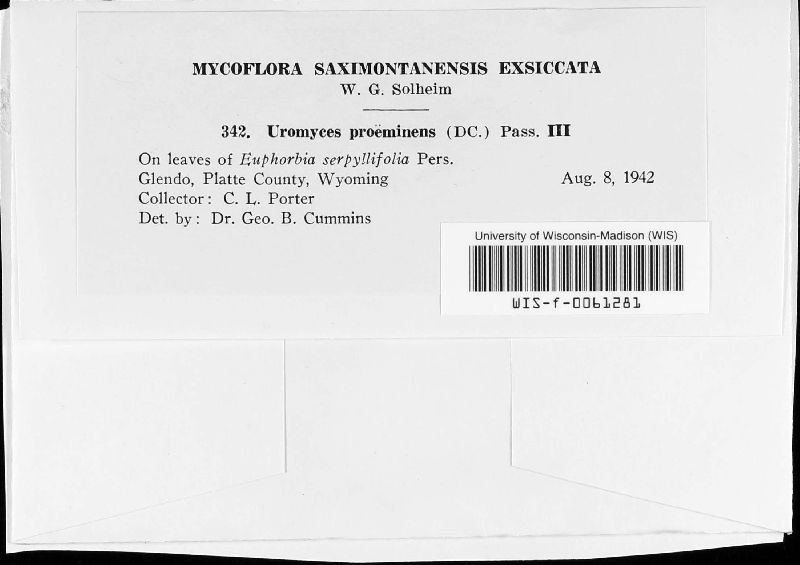 MYCOFLORA SAXIMONTANENSIS EXSICCATA
W. G. Solheim
342. Uromyces proëminens (DC.) Pass. III
On leaves of Euphorbia serpyllifolia Pers.
Glendo, Platte County, Wyoming Aug. 8, 1942
Collector: C. L. Porter
Det. by: Dr. Geo. B. Cummins
University of Wisconsin-Madison (WIS)
WIS-f-0061281